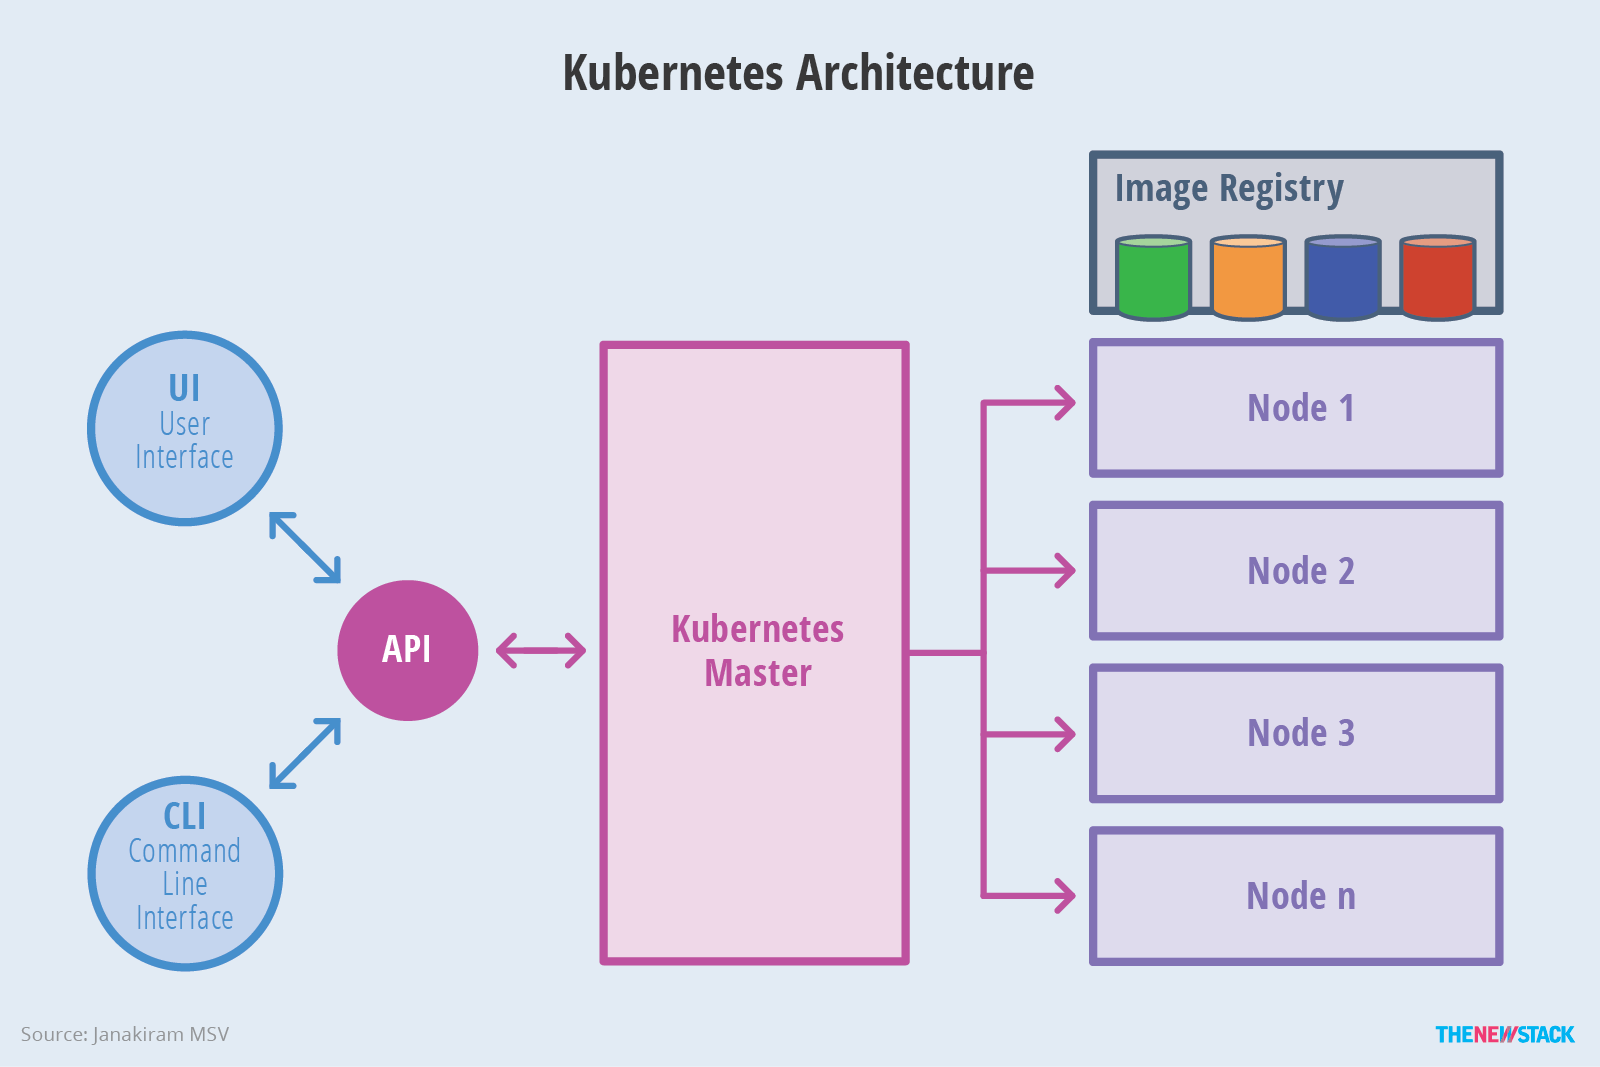 Kubernetes Architecture
Image Registry
UI
User
Interface
API
CLI
Command
Line
Interface
Kubernetes
Master
Node 1
Node 2
Node 3
Node n
Source: Janakiram MSV
THENEWSTACK